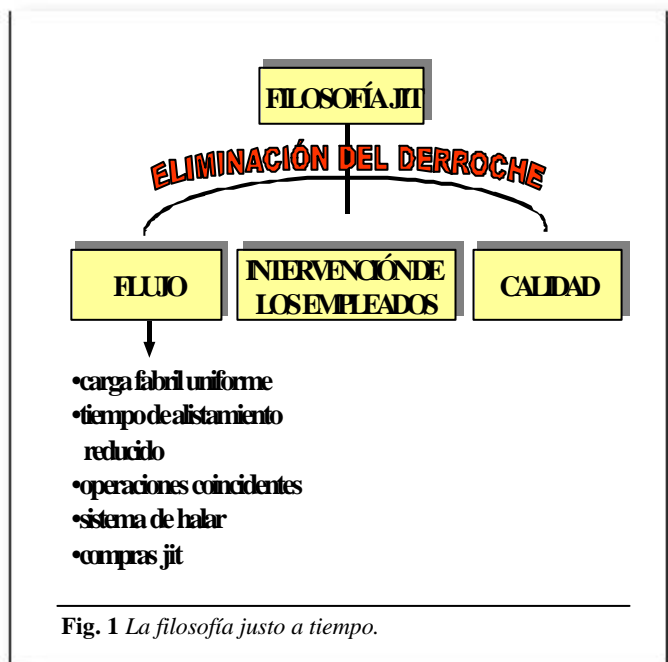 FILOSOFÍA JIT
ELIMINACIÓN DEL DERROCHE
FLUJO
INTERVENCIÓN DE
LOS EMPLEADOS
CALIDAD
•carga fabril uniforme
•tiempo de alistamiento
reducido
•operaciones coincidentes
•sistema de halar
•compras jit
Fig. 1 La filosofía justo a tiempo.